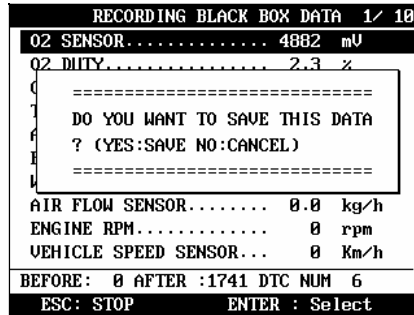 RECORDING BLACK BOX DATA 1/ 10
O2 SENSOR.............. 4882 mV
O2 DUTY................ 2.3 %
===============================
DO YOU WANT TO SAVE THIS DATA
? (YES:SAVE NO:CANCEL)
===============================
AIR FLOW SENSOR........ 0.0 kg/h
ENGINE RPM............. 0 rpm
VEHICLE SPEED SENSOR... 0 Km/h
BEFORE: 0 AFTER :1741 DTC NUM 6
ESC: STOP ENTER : Select